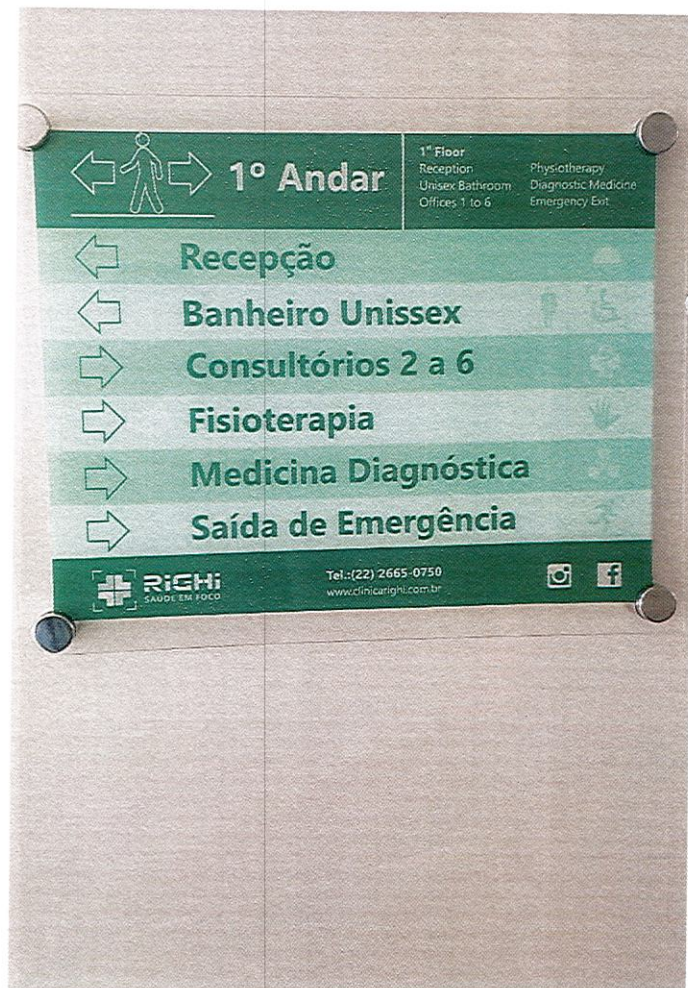 1º Andar
1st Floor
Reception
Unisex Bathroom
Offices 1 to 6
Physiotherapy
Diagnostic Medicine
Emergency Exit
Recepção
Banheiro Unissex
Consultórios 2 a 6
Fisioterapia
Medicina Diagnóstica
Saída de Emergência
RiGHi
SAÚDE EM FOCO
Tel.:(22) 2665-0750
www.clinicarighi.com.br